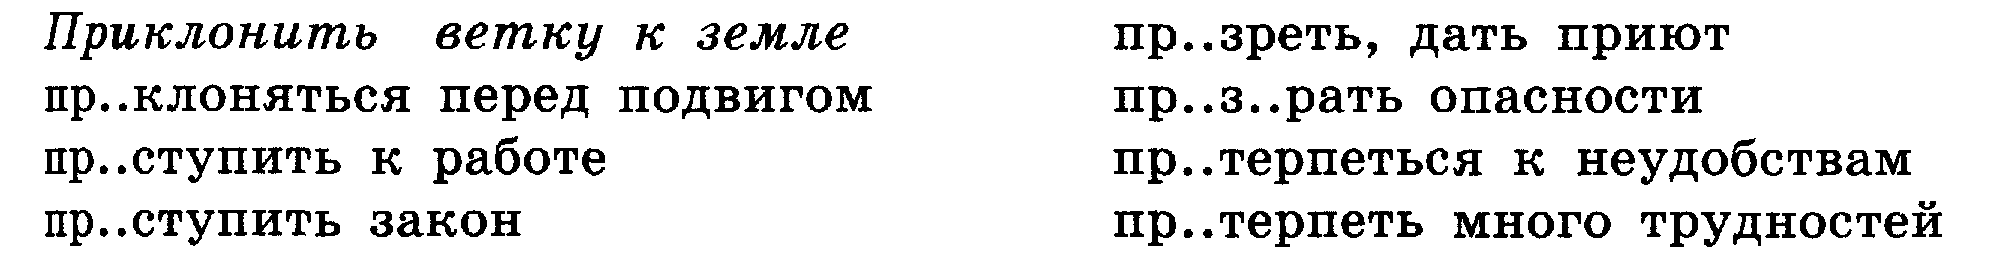 Приклонить ветку к земле
пр..клоняться перед подвигом
пр..ступить к работе
пр..ступить закон
пр..зреть, дать приют
пр..з..рать опасности
пр..терпеться к неудобствам
пр..терпеть много трудностей